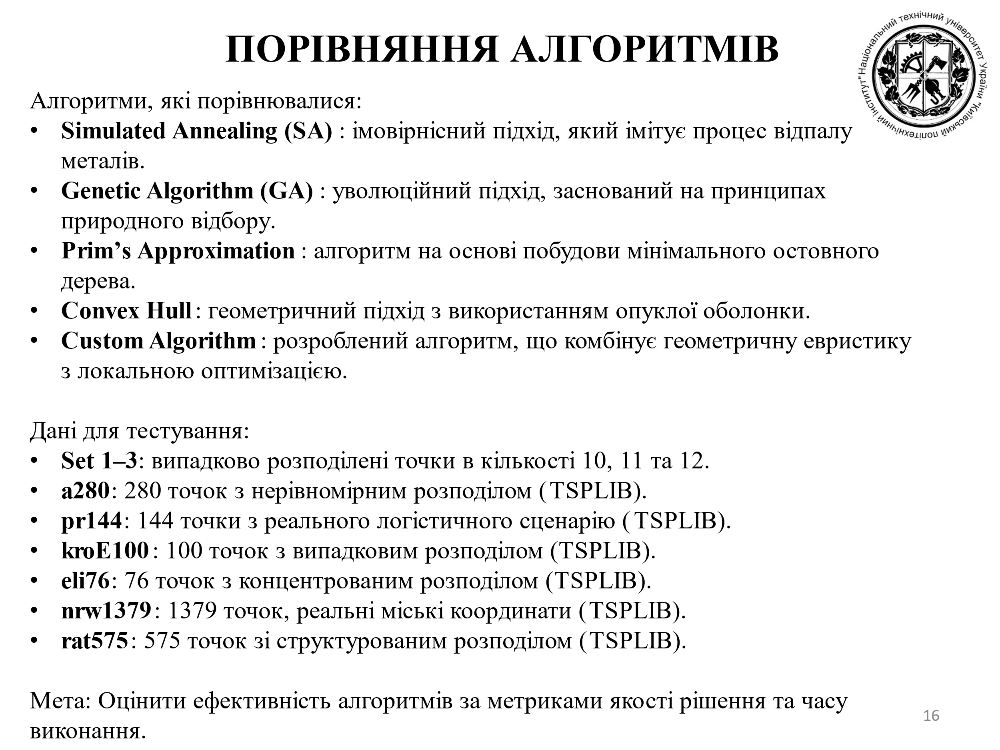 ПОРІВНЯННЯ АЛГОРИТМІВ
Національний технічний університет України "Київський політехнічний інститут"
Алгоритми, які порівнювалися:
• Simulated Annealing (SA) : імовірнісний підхід, який імітує процес відпалу
металів.
• Genetic Algorithm (GA) : уволюційний підхід, заснований на принципах
природного відбору.
• Prim’s Approximation : алгоритм на основі побудови мінімального остовного
дерева.
• Convex Hull : геометричний підхід з використанням опуклої оболонки.
• Custom Algorithm : розроблений алгоритм, що комбінує геометричну евристику
з локальною оптимізацією.
Дані для тестування:
• Set 1–3: випадково розподілені точки в кількості 10, 11 та 12.
• a280: 280 точок з нерівномірним розподілом (TSPLIB).
• pr144: 144 точки з реального логістичного сценарію (TSPLIB).
• kroE100: 100 точок з випадковим розподілом (TSPLIB).
• eli76: 76 точок з концентрованим розподілом (TSPLIB).
• nrw1379: 1379 точок, реальні міські координати (TSPLIB).
• rat575: 575 точок зі структурованим розподілом (TSPLIB).
Мета: Оцінити ефективність алгоритмів за метриками якості рішення та часу
виконання.
16